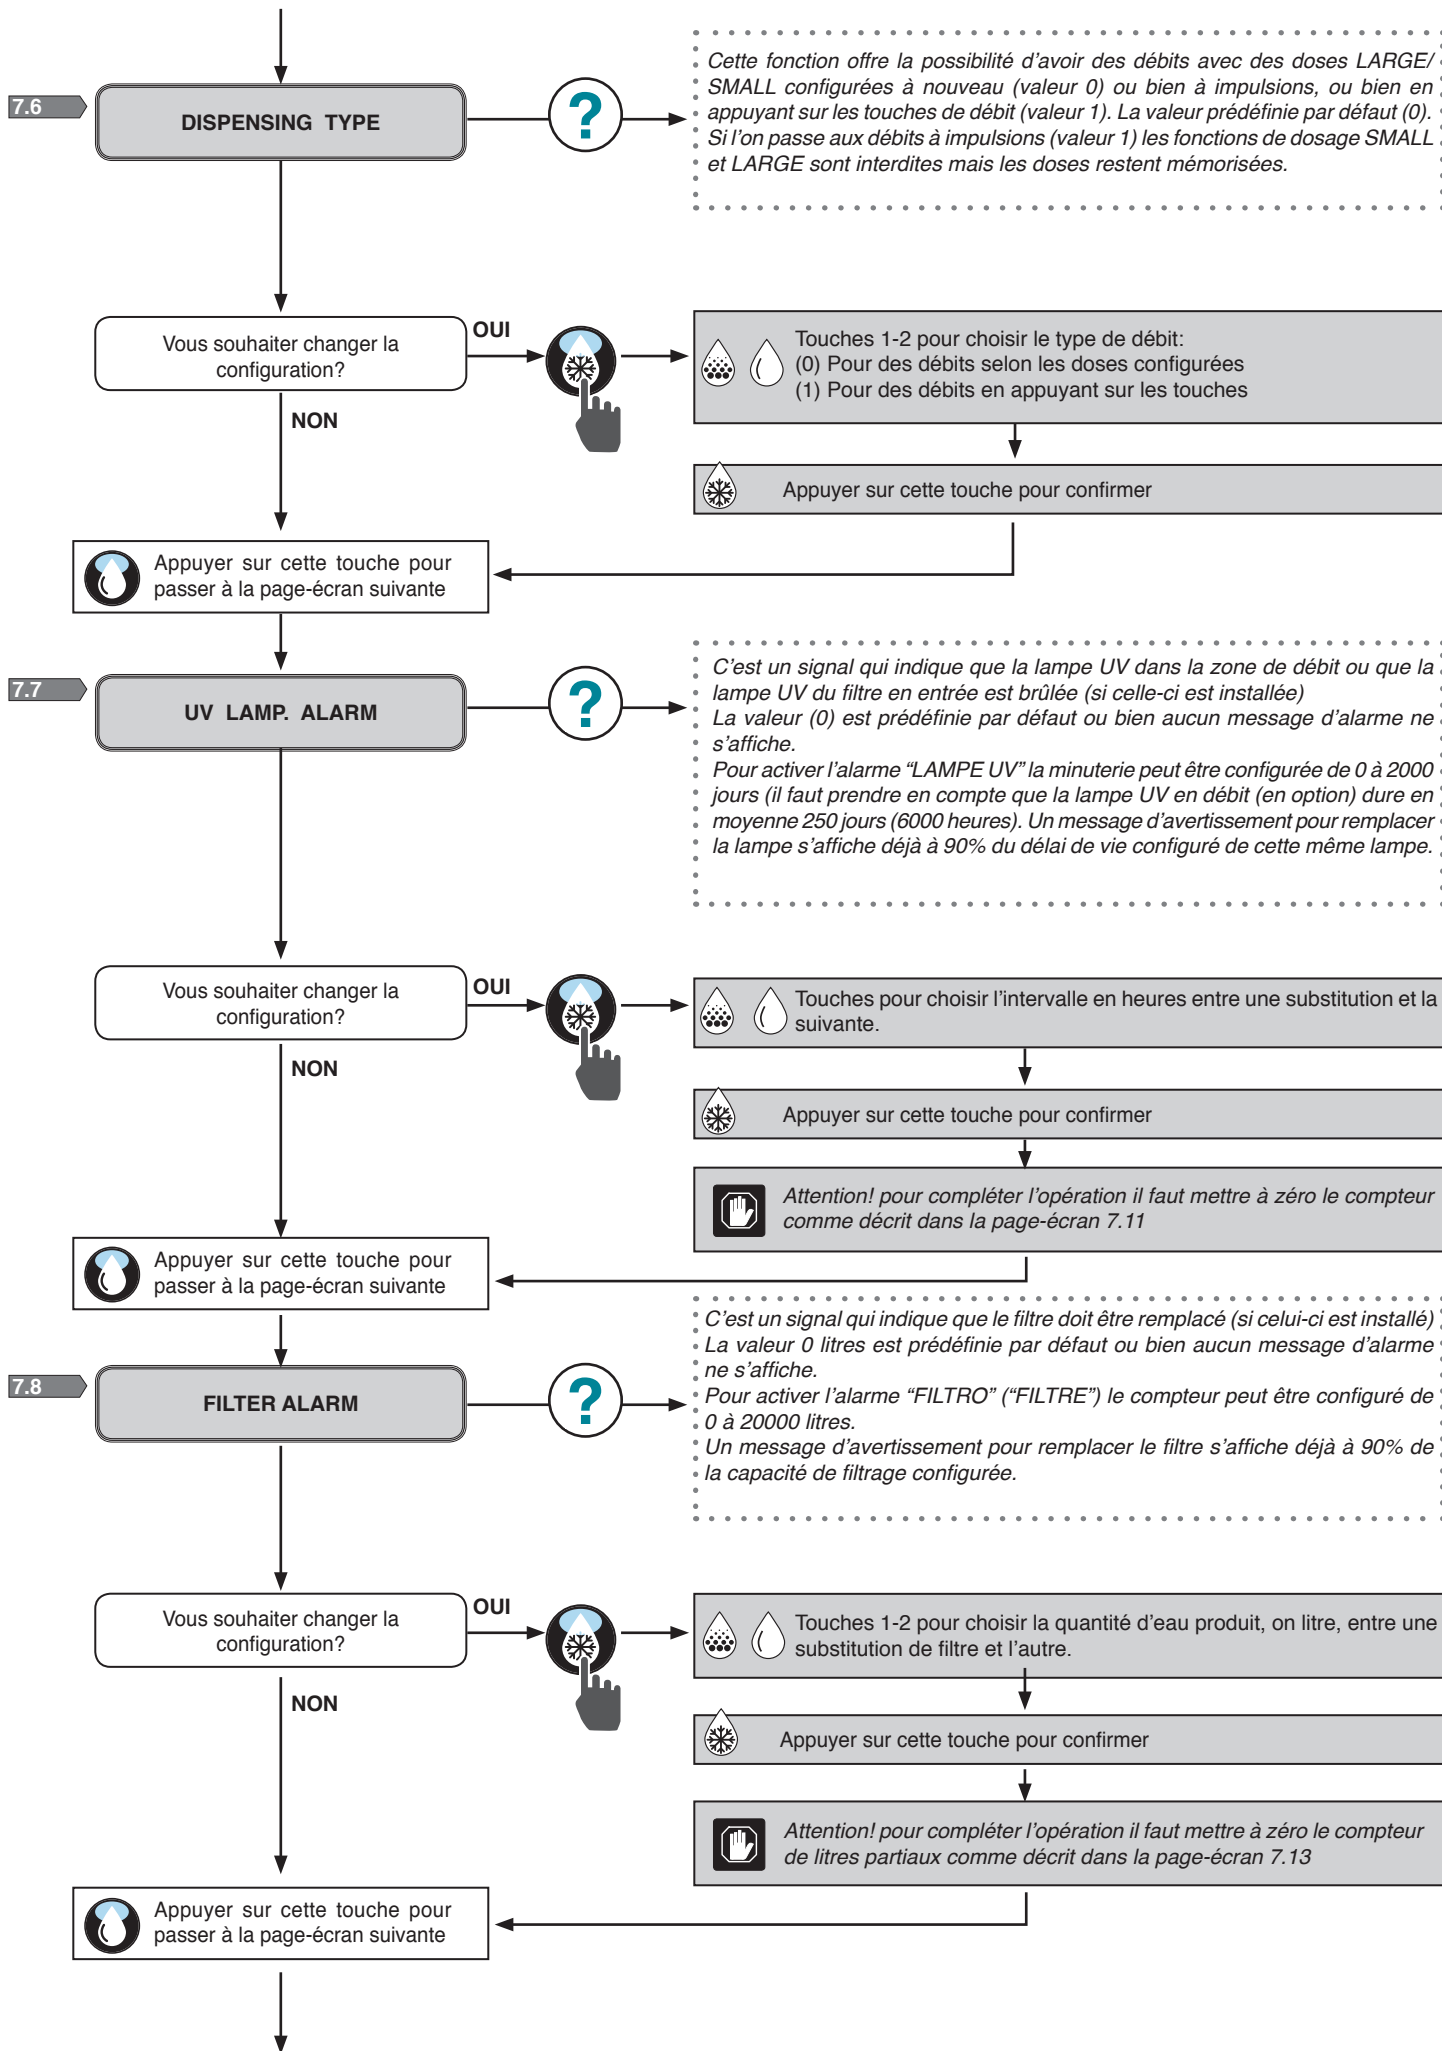 7.6
DISPENSING TYPE
?
Cette fonction offre la possibilité d'avoir des débits avec des doses LARGE/
SMALL configurées à nouveau (valeur 0) ou bien à impulsions, ou bien en
appuyant sur les touches de débit (valeur 1). La valeur prédéfinie par défaut (0).
Si l'on passe aux débits à impulsions (valeur 1) les fonctions de dosage SMALL
et LARGE sont interdites mais les doses restent mémorisées.
Vous souhaiter changer la
configuration?
OUI
NON
Touches 1-2 pour choisir le type de débit:
(0) Pour des débits selon les doses configurées
(1) Pour des débits en appuyant sur les touches
Appuyer sur cette touche pour confirmer
Appuyer sur cette touche pour
passer à la page-écran suivante
7.7
UV LAMP. ALARM
?
C'est un signal qui indique que la lampe UV dans la zone de débit ou que la
lampe UV du filtre en entrée est brûlée (si celle-ci est installée)
La valeur (0) est prédéfinie par défaut ou bien aucun message d'alarme ne
s'affiche.
Pour activer l'alarme “LAMPE UV” la minuterie peut être configurée de 0 à 2000
jours (il faut prendre en compte que la lampe UV en débit (en option) dure en
moyenne 250 jours (6000 heures). Un message d'avertissement pour remplacer
la lampe s'affiche déjà à 90% du délai de vie configuré de cette même lampe.
Vous souhaiter changer la
configuration?
OUI
NON
Touches pour choisir l'intervalle en heures entre une substitution et la
suivante.
Appuyer sur cette touche pour confirmer
Attention! pour compléter l'opération il faut mettre à zéro le compteur
comme décrit dans la page-écran 7.11
Appuyer sur cette touche pour
passer à la page-écran suivante
7.8
FILTER ALARM
?
C'est un signal qui indique que le filtre doit être remplacé (si celui-ci est installé)
La valeur 0 litres est prédéfinie par défaut ou bien aucun message d'alarme
ne s'affiche.
Pour activer l'alarme “FILTRO” (“FILTRE”) le compteur peut être configuré de
0 à 20000 litres.
Un message d'avertissement pour remplacer le filtre s'affiche déjà à 90% de
la capacité de filtrage configurée.
Vous souhaiter changer la
configuration?
OUI
NON
Touches 1-2 pour choisir la quantité d'eau produit, on litre, entre une
substitution de filtre et l'autre.
Appuyer sur cette touche pour confirmer
Attention! pour compléter l'opération il faut mettre à zéro le compteur
de litres partiaux comme décrit dans la page-écran 7.13
Appuyer sur cette touche pour
passer à la page-écran suivante